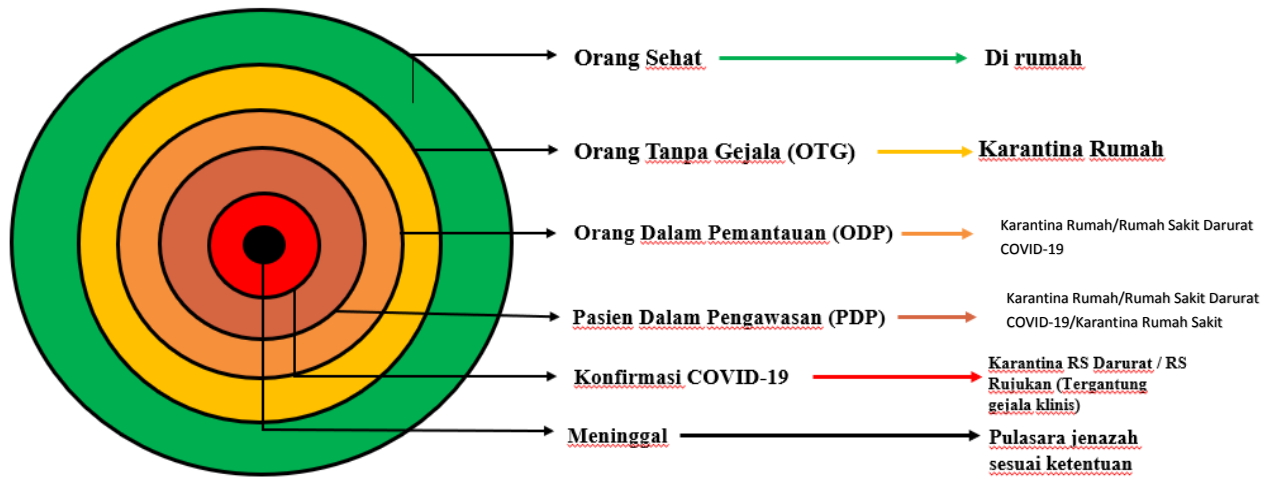 Orang Sehat
Di rumah
Orang Tanpa Gejala (OTG)
Karantina Rumah
Orang Dalam Pemantauan (ODP)
Karantina Rumah/Rumah Sakit Darurat
COVID-19
Pasien Dalam Pengawasan (PDP)
Karantina Rumah/Rumah Sakit Darurat
COVID-19/Karantina Rumah Sakit
Konfirmasi COVID-19
Karantina RS Darurat / RS
Rujukan (Tergantung
gejala klinis)
Meninggal
Pulasara jenazah
sesuai ketentuan